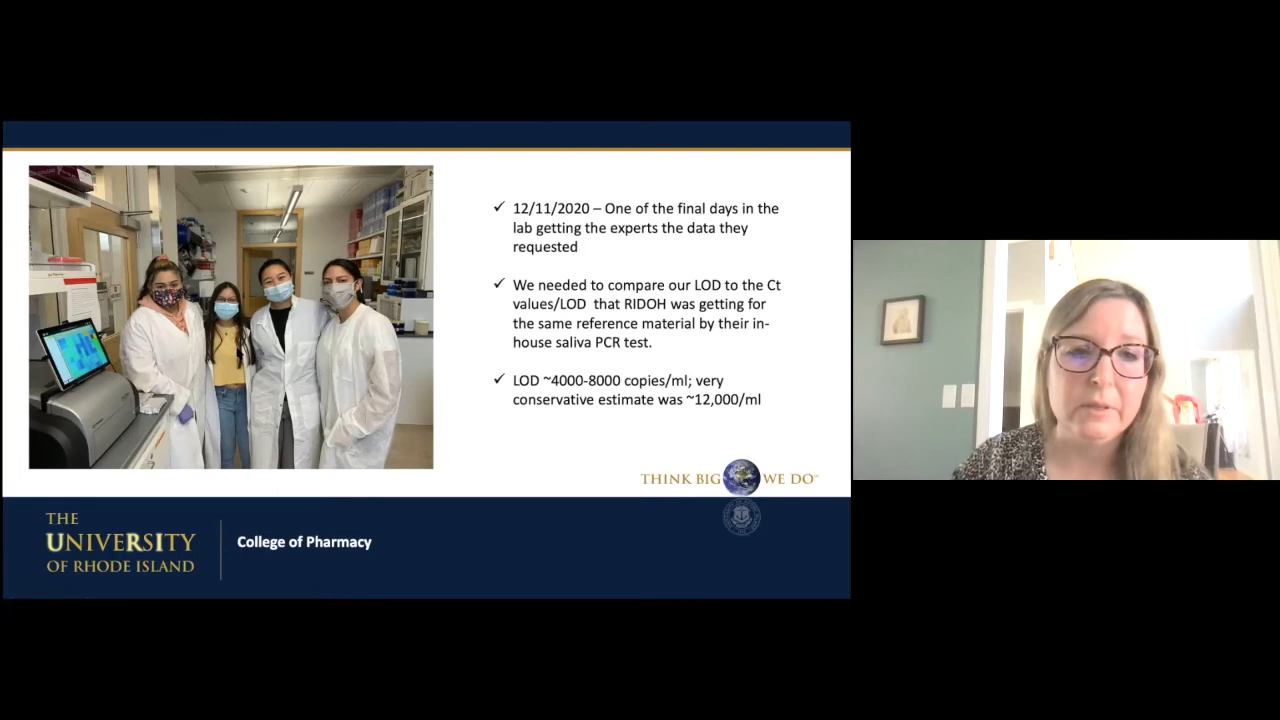 ✓ 12/11/2020 – One of the final days in the
lab getting the experts the data they
requested
✓ We needed to compare our LOD to the Ct
values/LOD that RIDOH was getting for
the same reference material by their in-
house saliva PCR test.
✓ LOD ~4000-8000 copies/ml; very
conservative estimate was ~12,000/ml
THINK BIG WE DO℠
THE
UNIVERSITY
OF RHODE ISLAND
College of Pharmacy